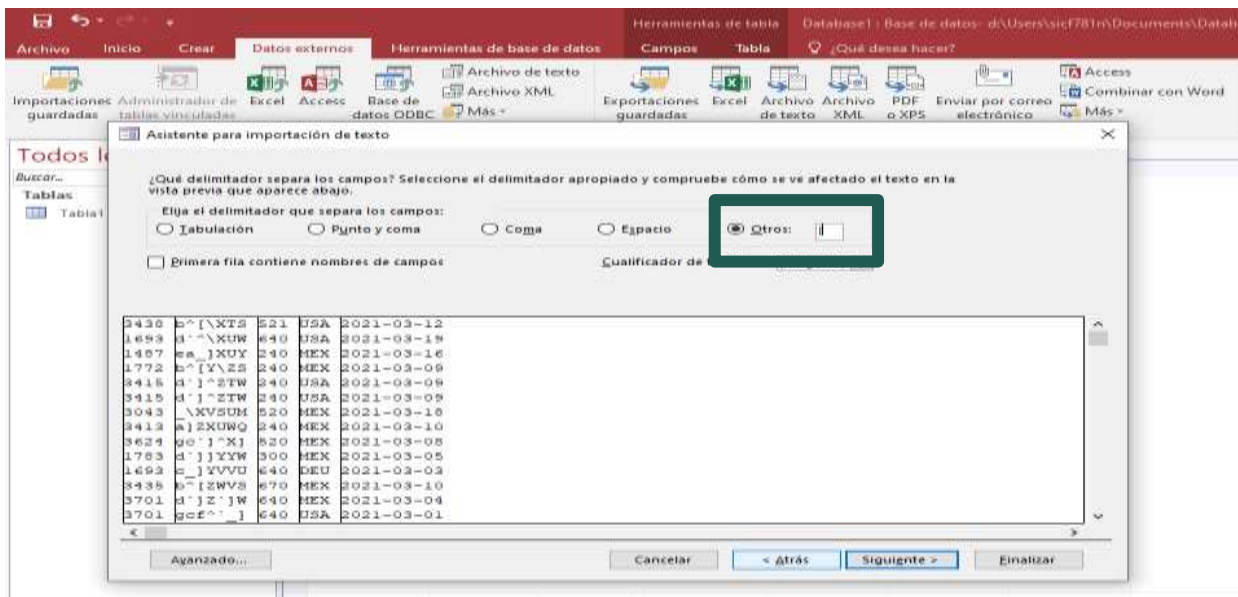 Herramientas de tabla Database1 : Base de datos- d:\Users\sicf781n\Documents\Datab
Archivo Inicio Crear Datos externos Herramientas de base de datos Campos Tabla ¿Qué desea hacer?
Importaciones guardadas Administrador de tablas vinculadas Excel Access Base de datos ODBC Archivo de texto Archivo XML Más Exportaciones guardadas Excel Archivo de texto Archivo XML PDF o XPS Enviar por correo electrónico Access Combinar con Word Más
Asistente para importación de texto
Todos l
Buscar...
Tablas
Tabla1
¿Qué delimitador separa los campos? Seleccione el delimitador apropiado y compruebe cómo se ve afectado el texto en la
vista previa que aparece abajo.
Elija el delimitador que separa los campos:
Tabulación Punto y coma Coma Espacio Otros:
Primera fila contiene nombres de campos Cualificador de
3438 b^[\XTS 521 USA 2021-03-12
1693 d`^\XUW 640 USA 2021-03-19
1487 ea_]XUY 240 MEX 2021-03-16
1772 b^[Y\ZS 240 MEX 2021-03-09
3415 d`]^ZTW 240 USA 2021-03-09
3415 d`]^ZTW 240 USA 2021-03-09
3043 _\XVSUM 520 MEX 2021-03-18
3413 a]ZXUWQ 240 MEX 2021-03-10
3624 gc`]^X] 520 MEX 2021-03-08
1783 d`]]YYW 300 MEX 2021-03-05
1692 c_]YVVU 640 DEU 2021-03-03
3435 b^[ZWVS 670 MEX 2021-03-10
3701 d`]Z`]W 640 MEX 2021-03-04
3701 gcf^`_] 640 USA 2021-03-01
Avanzado... Cancelar < Atrás Siguiente > Finalizar